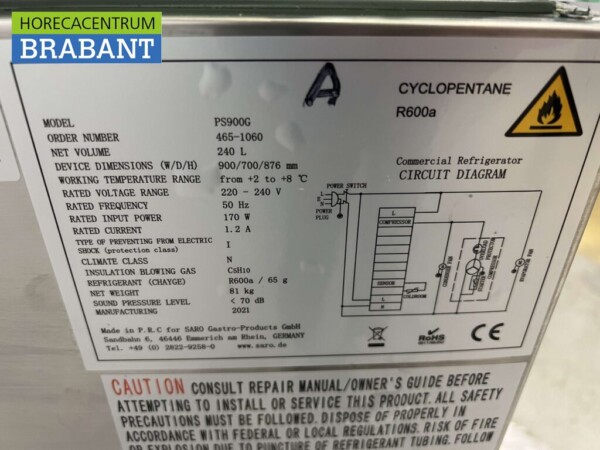 HORECACENTRUM
BRABANT
A
CYCLOPENTANE
R600a
MODEL PS900G
ORDER NUMBER 465-1060
NET VOLUME 240 L
DEVICE DIMENSIONS (W/D/H) 900/700/876 mm
WORKING TEMPERATURE RANGE from +2 to +8 ℃
RATED VOLTAGE RANGE 220 - 240 V
RATED FREQUENCY 50 Hz
RATED INPUT POWER 170 W
RATED CURRENT 1.2 A
TYPE OF PREVENTING FROM ELECTRIC
SHOCK (protection class) I
CLIMATE CLASS N
INSULATION BLOWING GAS C5H10
REFRIGERANT (CHAYGE) R600a / 65 g
NET WEIGHT 81 kg
SOUND PRESSURE LEVEL < 70 dB
MANUFACTURING 2021
Made in P.R.C for SARO Gastro-Products GmbH
Sandbahn 6, 46446 Emmerich am Rhein, GERMANY
Tel. +49 (0) 2822-9258-0 www.saro.de
Commercial Refrigerator
CIRCUIT DIAGRAM
POWER SWITCH
L
N
POWER
PLUG
L
COMPRESSOR
SENSOR
L
N
EVAPORATOR FAN
RoHS
CE
CAUTION CONSULT REPAIR MANUAL/OWNER'S GUIDE BEFORE
ATTEMPTING TO INSTALL OR SERVICE THIS PRODUCT. ALL SAFETY
PRECAUTIONS MUST BE FOLLOWED. DISPOSE OF PROPERLY IN
ACCORDANCE WITH FEDERAL OR LOCAL REGULATIONS. RISK OF FIRE
OR EXPLOSION DUE TO PUNCTURE OF REFRIGERANT TUBING. FOLLOW